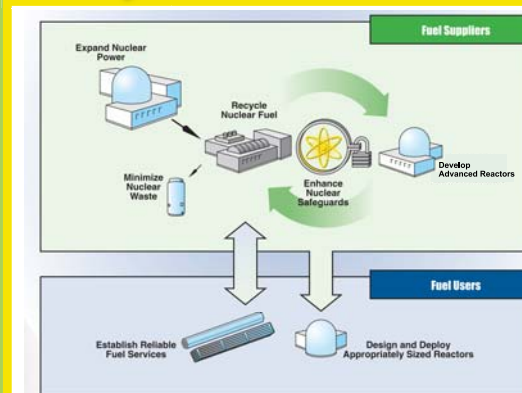 Fuel Suppliers
Expand Nuclear
Power
Recycle
Nuclear Fuel
Develop
Advanced Reactors
Minimize
Nuclear
Waste
Enhance
Nuclear
Safeguards
Fuel Users
Establish Reliable
Fuel Services
Design and Deploy
Appropriately Sized Reactors